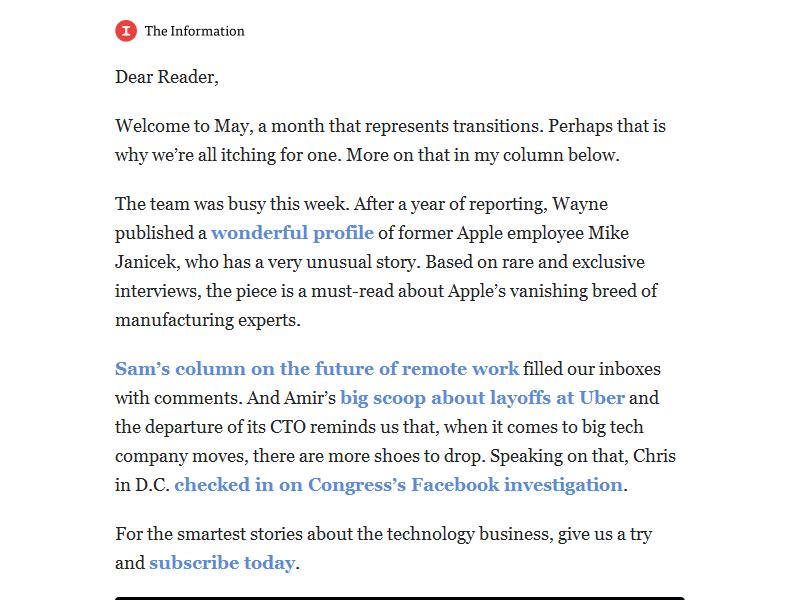 The Information
Dear Reader,
Welcome to May, a month that represents transitions. Perhaps that is
why we’re all itching for one. More on that in my column below.
The team was busy this week. After a year of reporting, Wayne
published a wonderful profile of former Apple employee Mike
Janicek, who has a very unusual story. Based on rare and exclusive
interviews, the piece is a must-read about Apple’s vanishing breed of
manufacturing experts.
Sam’s column on the future of remote work filled our inboxes
with comments. And Amir’s big scoop about layoffs at Uber and
the departure of its CTO reminds us that, when it comes to big tech
company moves, there are more shoes to drop. Speaking on that, Chris
in D.C. checked in on Congress’s Facebook investigation.
For the smartest stories about the technology business, give us a try
and subscribe today.